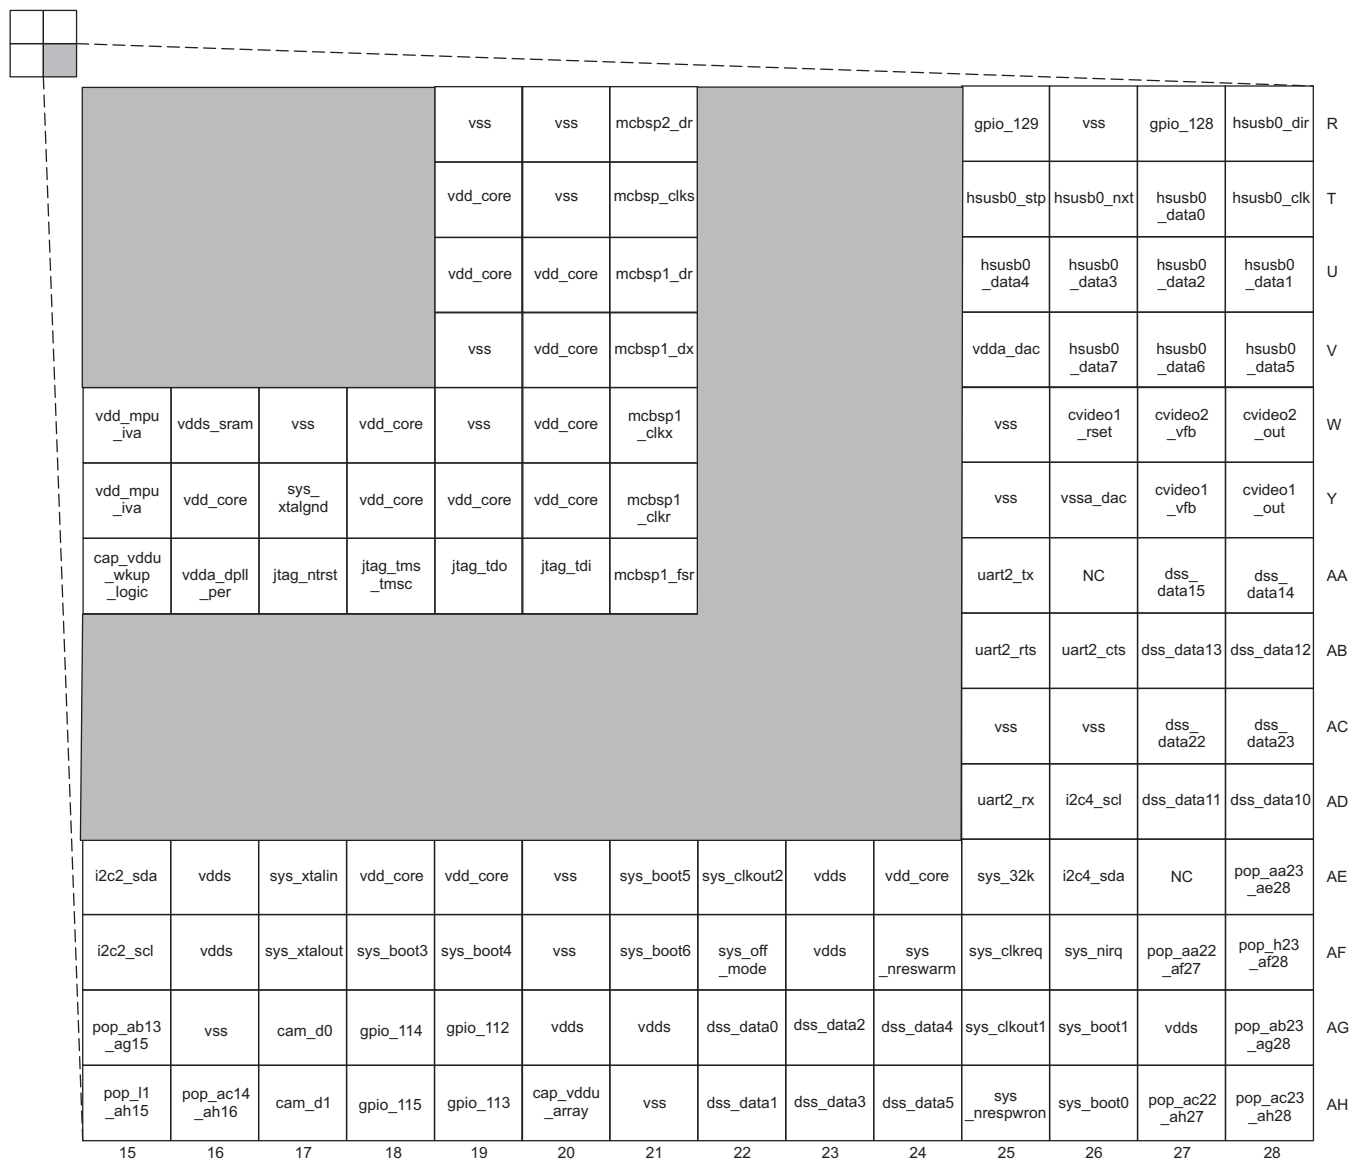 vss vss mcbsp2_dr gpio_129 vss gpio_128 hsusb0_dir R
vdd_core vss mcbsp_clks hsusb0_stp hsusb0_nxt hsusb0 _data0 hsusb0_clk T
vdd_core vdd_core mcbsp1_dr hsusb0 _data4 hsusb0 _data3 hsusb0 _data2 hsusb0 _data1 U
vss vdd_core mcbsp1_dx vdda_dac hsusb0 _data7 hsusb0 _data6 hsusb0 _data5 V
vdd_mpu _iva vdds_sram vss vdd_core vss vdd_core mcbsp1 _clkx vss cvideo1 _rset cvideo2 _vfb cvideo2 _out W
vdd_mpu _iva vdd_core sys_ xtalgnd vdd_core vdd_core vdd_core mcbsp1 _clkr vss vssa_dac cvideo1 _vfb cvideo1 _out Y
cap_vddu _wkup _logic vdda_dpll _per jtag_ntrst jtag_tms _tmsc jtag_tdo jtag_tdi mcbsp1_fsr uart2_tx NC dss_ data15 dss_ data14 AA
uart2_rts uart2_cts dss_data13 dss_data12 AB
vss vss dss_ data22 dss_ data23 AC
uart2_rx i2c4_scl dss_data11 dss_data10 AD
i2c2_sda vdds sys_xtalin vdd_core vdd_core vss sys_boot5 sys_clkout2 vdds vdd_core sys_32k i2c4_sda NC pop_aa23 _ae28 AE
i2c2_scl vdds sys_xtalout sys_boot3 sys_boot4 vss sys_boot6 sys_off _mode vdds sys _nreswarm sys_clkreq sys_nirq pop_aa22 _af27 pop_h23 _af28 AF
pop_ab13 _ag15 vss cam_d0 gpio_114 gpio_112 vdds vdds dss_data0 dss_data2 dss_data4 sys_clkout1 sys_boot1 vdds pop_ab23 _ag28 AG
pop_l1 _ah15 pop_ac14 _ah16 cam_d1 gpio_115 gpio_113 cap_vddu _array vss dss_data1 dss_data3 dss_data5 sys _nrespwron sys_boot0 pop_ac22 _ah27 pop_ac23 _ah28 AH
15 16 17 18 19 20 21 22 23 24 25 26 27 28